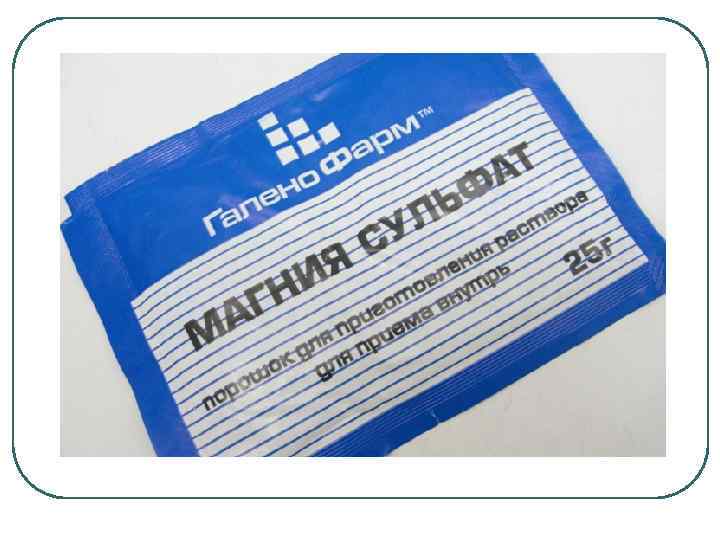 ГаленоФарм™
МАГНИЯ СУЛЬФАТ
порошок для приготовления раствора
для приема внутрь
25г